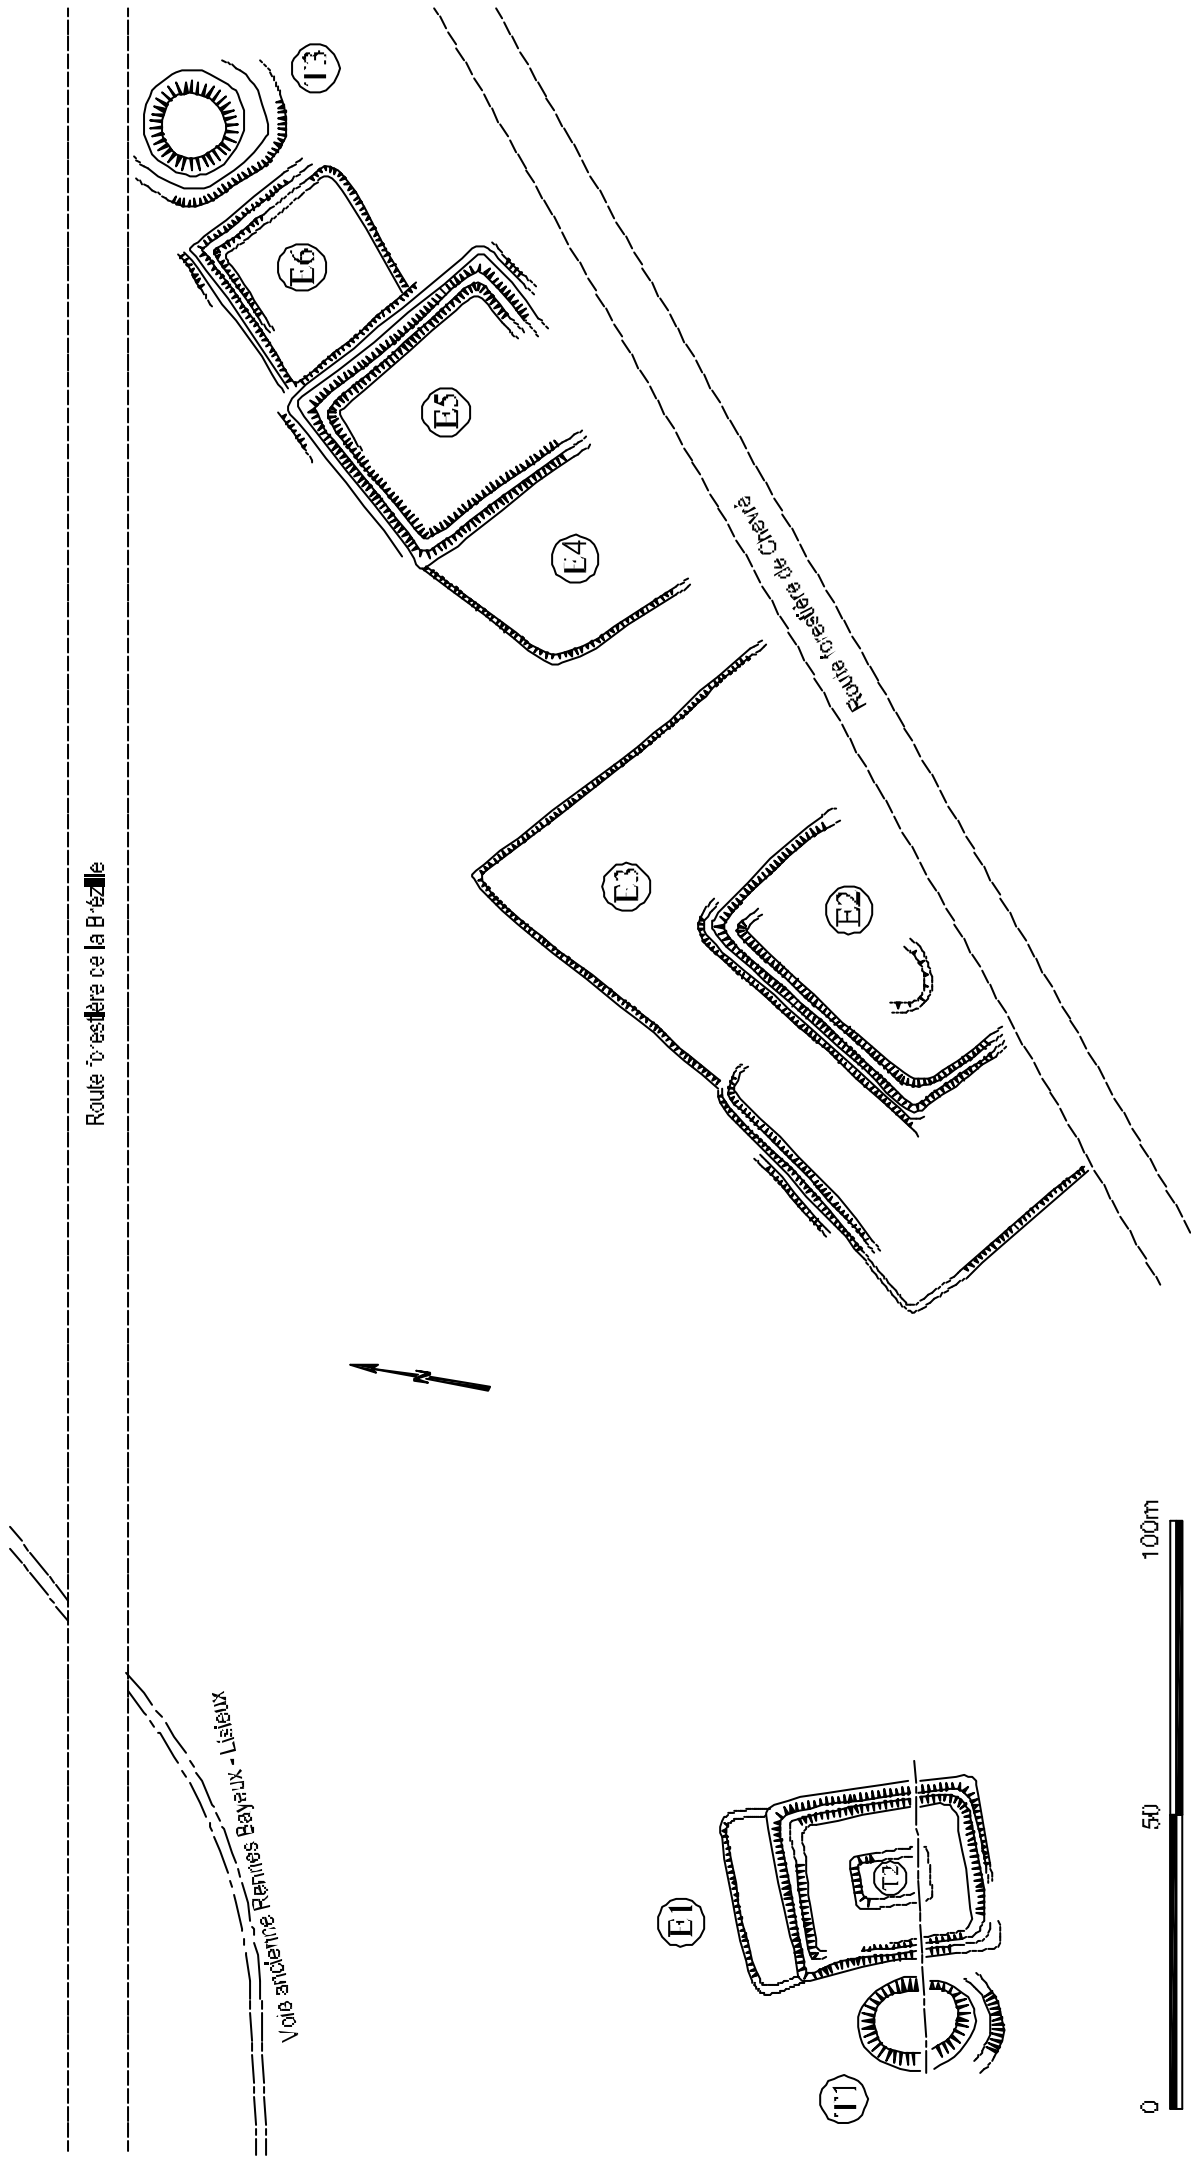 Route forestière de la Brézille
Voie ancienne Rennes Bayeux - Lisieux
Route forestière de Chevré
N
T3
E6
E5
E4
E3
E2
E1
T2
T1
0
50
100m